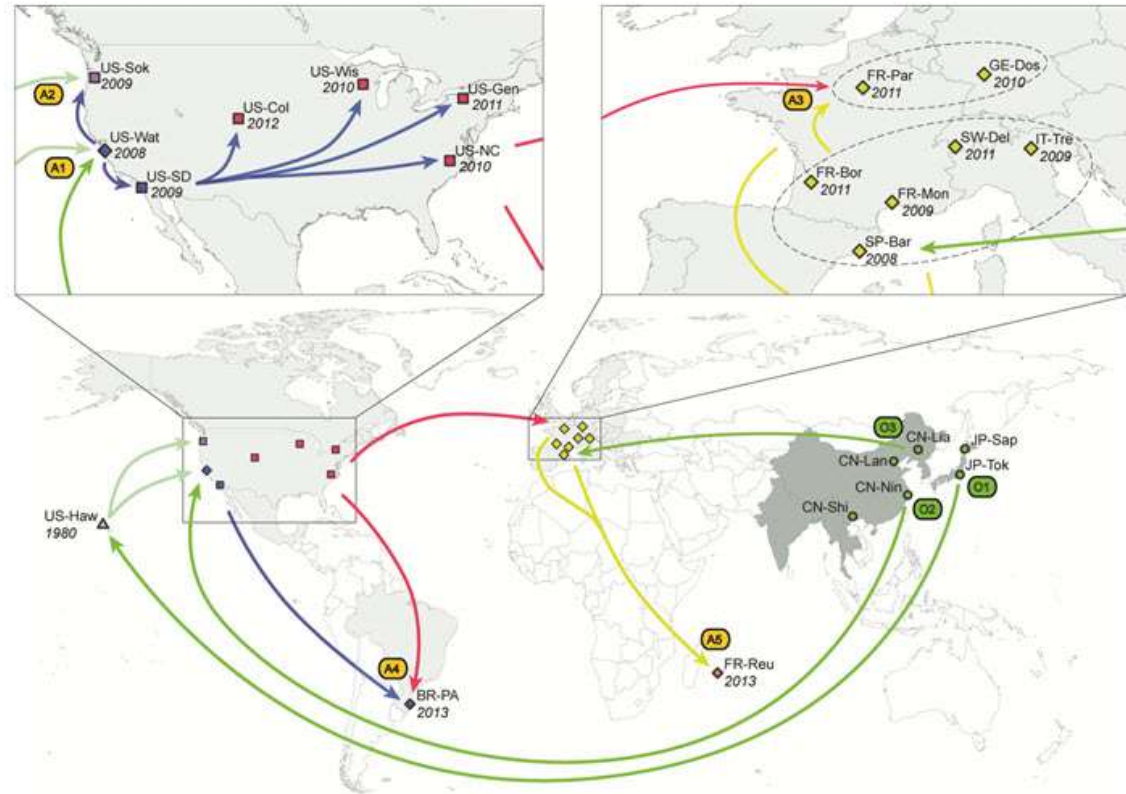 US-Sok
2009
A2
US-Wis
2010
US-Gen
2011
US-Col
2012
US-Wat
2008
A1
US-SD
2009
US-NC
2010
FR-Par
2011
GE-Dos
2010
A3
SW-Del
2011
IT-Tre
2009
FR-Bor
2011
FR-Mon
2009
SP-Bar
2008
O3
CN-Lia
JP-Sap
CN-Lan
JP-Tok
CN-Nin
O1
CN-Shi
O2
US-Haw
1980
A4
BR-PA
2013
A5
FR-Reu
2013